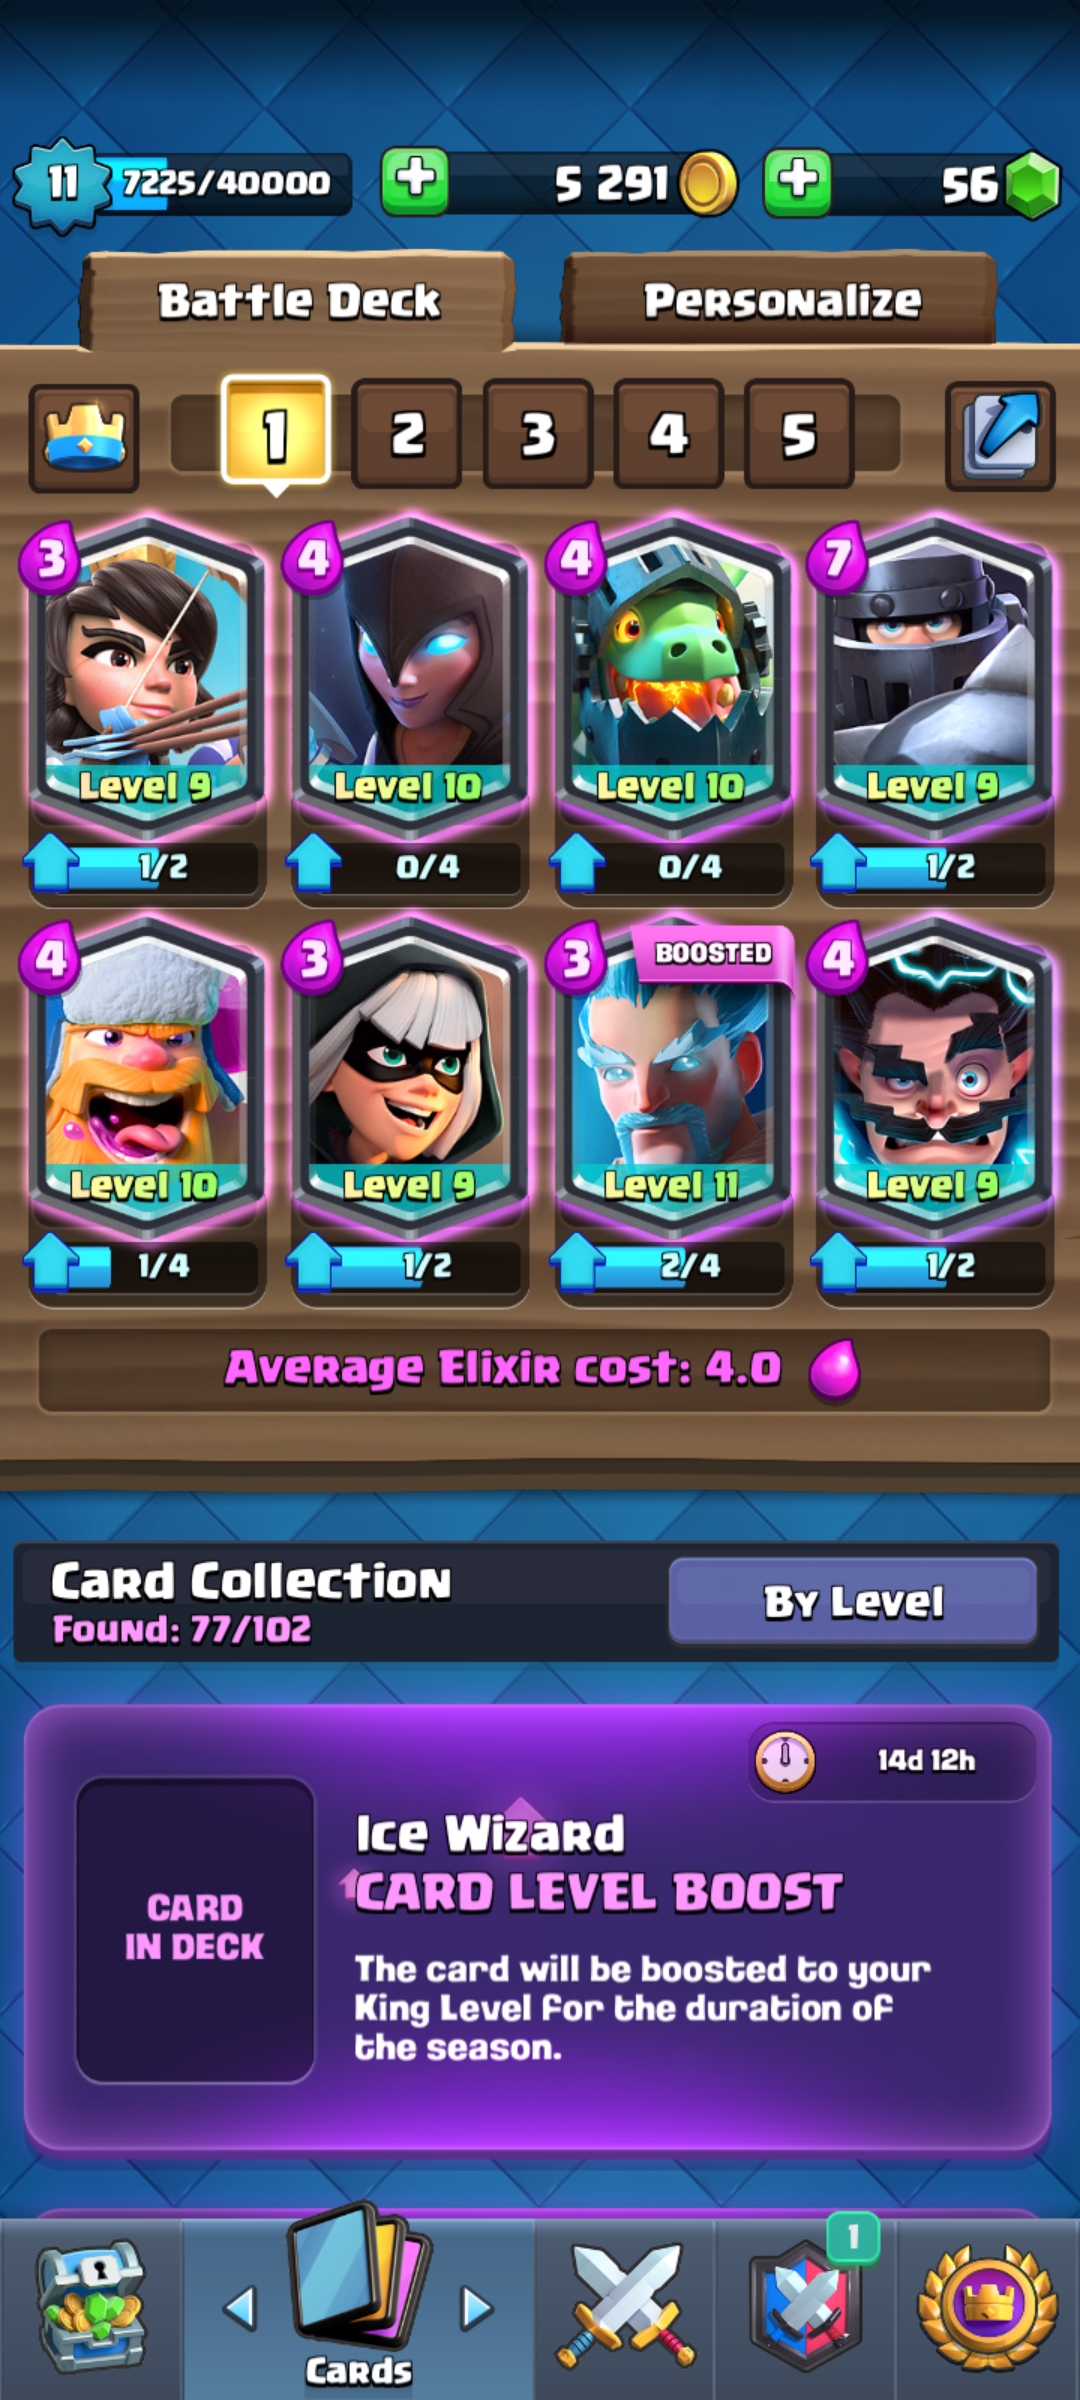 11 7225/40000 5 291 56
Battle Deck Personalize
1 2 3 4 5
3 4 4 7
Level 9 Level 10 Level 10 Level 9
1/2 0/4 0/4 1/2
4 3 3 BOOSTED 4
Level 10 Level 9 Level 11 Level 9
1/4 1/2 2/4 1/2
Average Elixir cost: 4.0
Card Collection
Found: 77/102
By Level
14d 12h
Ice Wizard
CARD LEVEL BOOST
CARD
IN DECK
The card will be boosted to your
King Level for the duration of
the season.
1
Cards